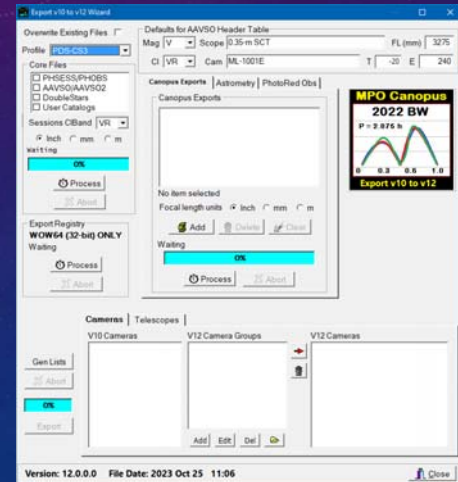 Export v10 to v12 Wizard
Overwrite Existing Files
Profile PDS-CS3
Core Files
PHSESS/PHOBS
AAVSO/AAVSO2
DoubleStars
User Catalogs
Sessions ClBand VR
Inch mm m
Waiting
0%
Process
Abort
Export Registry
WOW64 (32-bit) ONLY
Waiting
Process
Abort
Defaults for AAVSO Header Table
Mag V Scope 0.35-m SCT FL (mm) 3275
CI VR Cam ML-1001E T -20 E 240
Canopus Exports Astrometry PhotoRed Obs
Canopus Exports
No item selected
Focal length units Inch mm m
Add Delete Clear
Waiting
0%
Process Abort
MPO Canopus
2022 BW
P = 2.875 h
0 0.3 0.5 1.0
Export v10 to v12
Cameras Telescopes
V10 Cameras V12 Camera Groups V12 Cameras
Gen Lists
Abort
0%
Export
Add Edit Del
Version: 12.0.0.0 File Date: 2023 Oct 25 11:06
Close